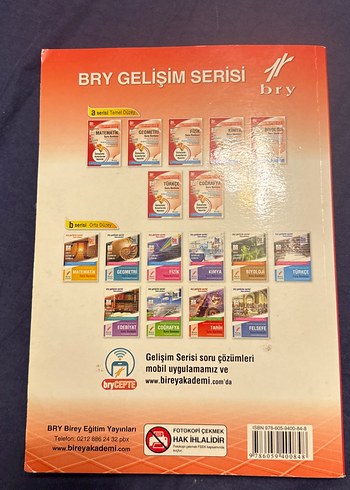 BRY GELİŞİM SERİSİ
bry
a serisi Temel Düzey
MATEMATİK
GEOMETRİ
FİZİK
KİMYA
BİYOLOJİ
TÜRKÇE
COĞRAFYA
b serisi Orta Düzey
MATEMATİK
GEOMETRİ
FİZİK
KİMYA
BİYOLOJİ
TÜRKÇE
EDEBİYAT
COĞRAFYA
TARİH
FELSEFE
bryCEPTE
Gelişim Serisi soru çözümleri
mobil uygulamamız ve
www.bireyakademi.com'da
BRY Birey Eğitim Yayınları
Telefon: 0212 886 24 32 pbx
www.bireyakademi.com
FOTOKOPİ ÇEKMEK
HAK İHLALİDİR
ISBN 978-605-9400-84-8
9786059400848